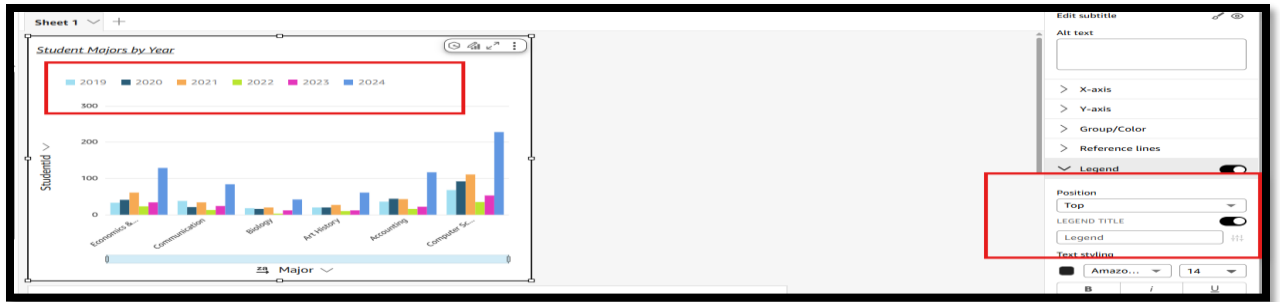 Sheet 1
Student Majors by Year
2019 2020 2021 2022 2023 2024
300
200
100
0
StudentId
Economics &...
Communication
Biology
Art History
Accounting
Computer Sc...
Major
Edit subtitle
Alt text
X-axis
Y-axis
Group/Color
Reference lines
Legend
Position
Top
LEGEND TITLE
Legend
Text styling
Amazo... 14
B i U